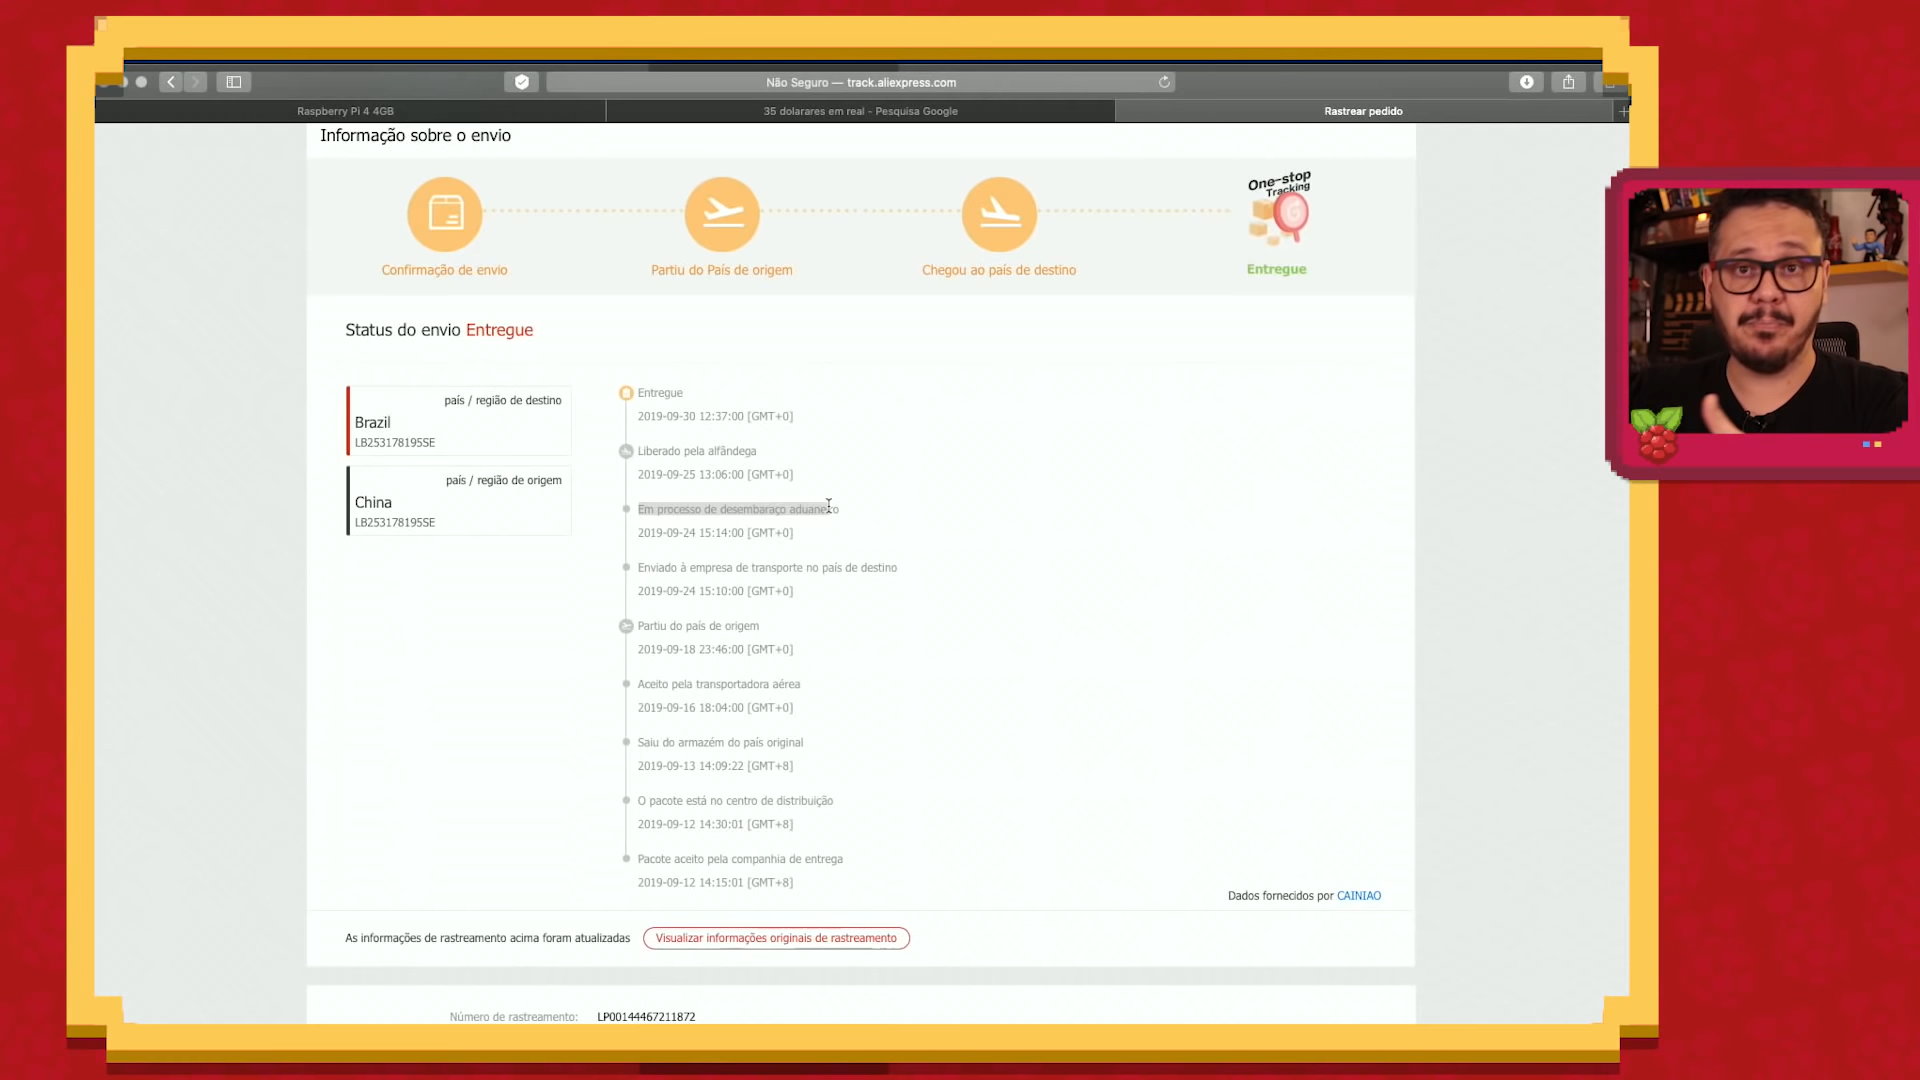 Não Seguro — track.aliexpress.com
Raspberry Pi 4 4GB
35 dolarares em real - Pesquisa Google
Rastrear pedido
Informação sobre o envio
One-stop
Tracking
Confirmação de envio
Partiu do País de origem
Chegou ao país de destino
Entregue
Status do envio Entregue
país / região de destino
Brazil
LB253178195SE
país / região de origem
China
LB253178195SE
Entregue
2019-09-30 12:37:00 [GMT+0]
Liberado pela alfândega
2019-09-25 13:06:00 [GMT+0]
Em processo de desembaraço aduaneiro
2019-09-24 15:14:00 [GMT+0]
Enviado à empresa de transporte no país de destino
2019-09-24 15:10:00 [GMT+0]
Partiu do país de origem
2019-09-18 23:46:00 [GMT+0]
Aceito pela transportadora aérea
2019-09-16 18:04:00 [GMT+0]
Saiu do armazém do país original
2019-09-13 14:09:22 [GMT+8]
O pacote está no centro de distribuição
2019-09-12 14:30:01 [GMT+8]
Pacote aceito pela companhia de entrega
2019-09-12 14:15:01 [GMT+8]
Dados fornecidos por CAINIAO
As informações de rastreamento acima foram atualizadas
Visualizar informações originais de rastreamento
Número de rastreamento: LP00144467211872